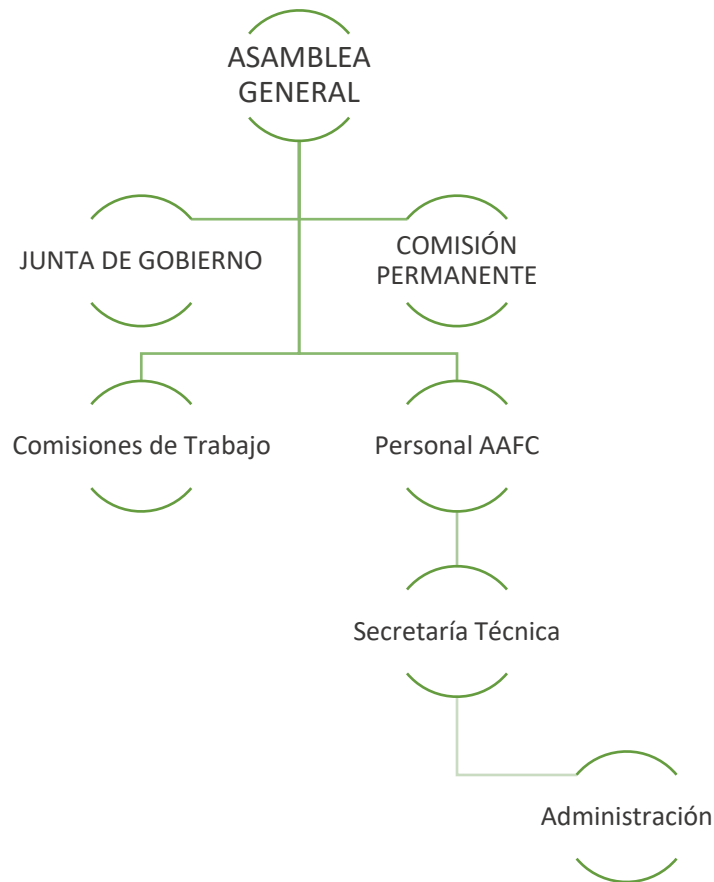 ASAMBLEA
GENERAL
JUNTA DE GOBIERNO
COMISIÓN
PERMANENTE
Comisiones de Trabajo
Personal AAFC
Secretaría Técnica
Administración